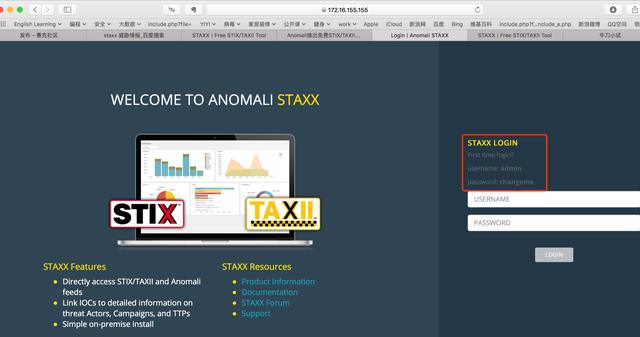 172.16.155.155
English Learning 编程 安全 大数据 include.php?file= YIYI 病毒 家居装修 公开课 健身 work Apple iCloud 新浪网 百度 Bing 维基百科 include.php?f...clude_a.php 新浪微博 QQ空间
发布 - 赛克社区 staxx 威胁情报_百度搜索 STAXX | Free STIX/TAXII Tool Anomali推出免费STIX/TAXII... Login | Anomali STAXX STAXX | Free STIX/TAXII Tool 牛刀小试
WELCOME TO ANOMALI STAXX
STIX
TAXII
STAXX LOGIN
First time login?
username: admin
password: changeme
USERNAME
PASSWORD
LOGIN
STAXX Features
Directly access STIX/TAXII and Anomali
feeds
Link IOCs to detailed information on
threat Actors, Campaigns, and TTPs
Simple on-premise install
STAXX Resources
Product Information
Documentation
STAXX Forum
Support